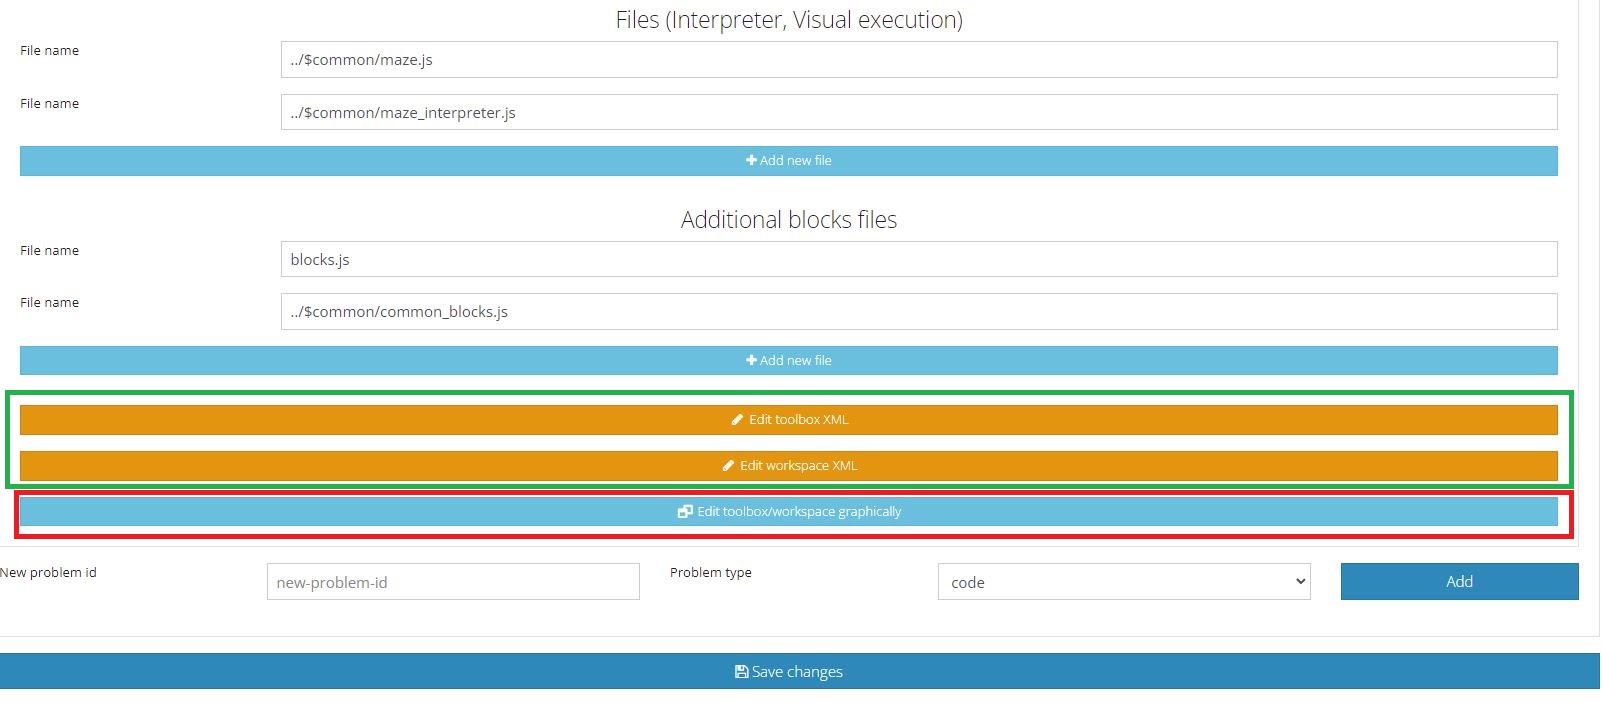 Files (Interpreter, Visual execution)
File name
../$common/maze.js
File name
../$common/maze_interpreter.js
Add new file
Additional blocks files
File name
blocks.js
File name
../$common/common_blocks.js
Add new file
Edit toolbox XML
Edit workspace XML
Edit toolbox/workspace graphically
New problem id
new-problem-id
Problem type
code
Add
Save changes